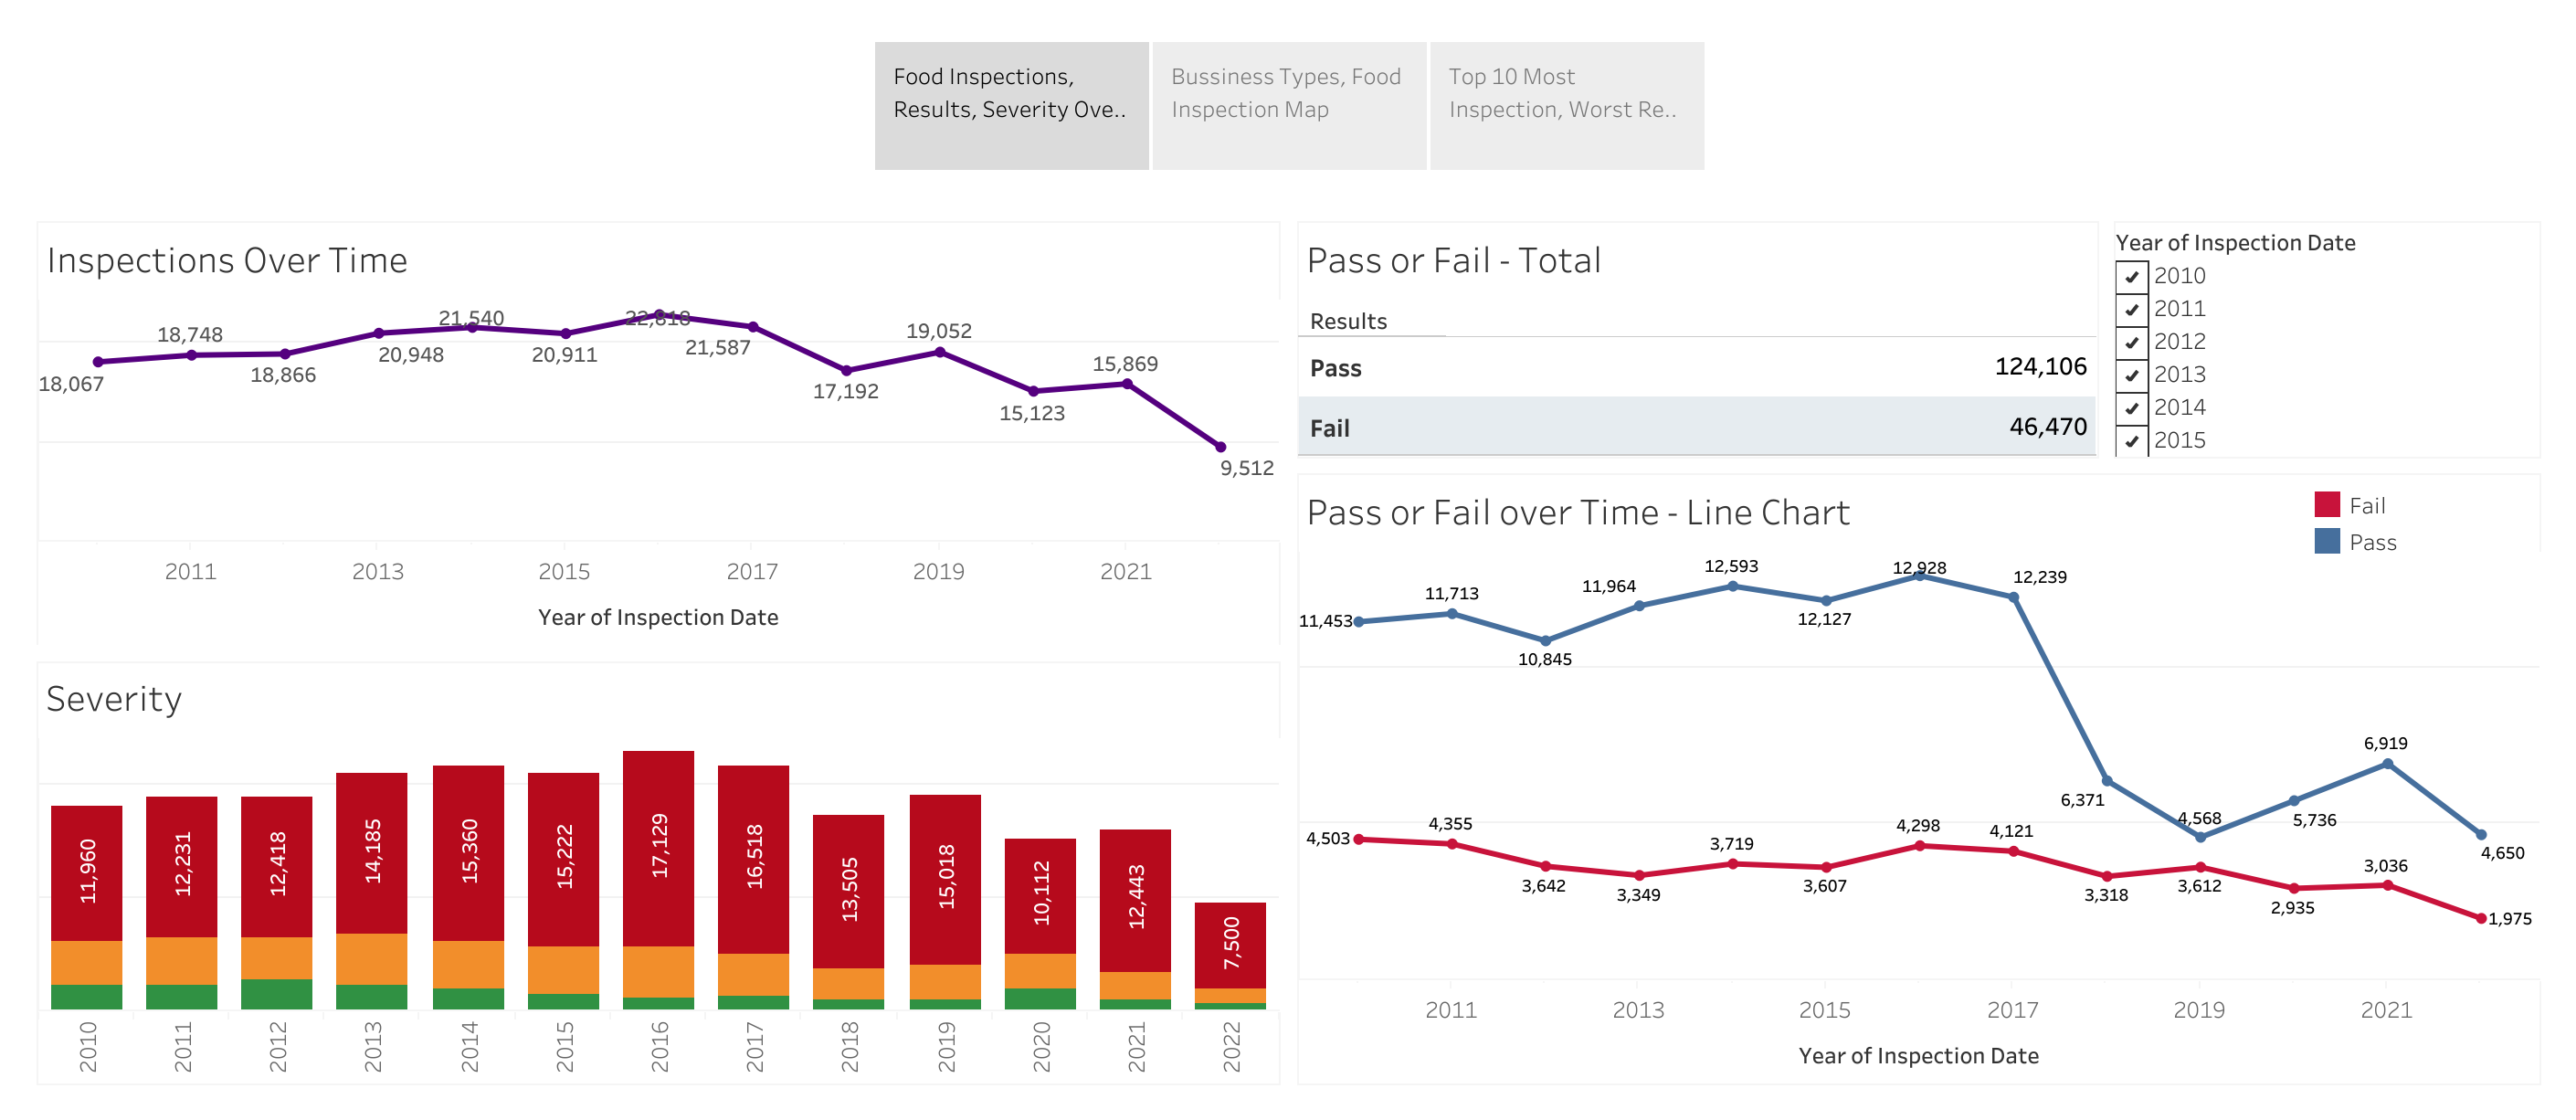 Food Inspections,
Results, Severity Ove..
Bussiness Types, Food
Inspection Map
Top 10 Most
Inspection, Worst Re..
Inspections Over Time
18,067
18,748
18,866
20,948
21,540
20,911
22,818
21,587
17,192
19,052
15,123
15,869
9,512
2011 2013 2015 2017 2019 2021
Year of Inspection Date
Pass or Fail - Total
Results
Pass 124,106
Fail 46,470
Year of Inspection Date
2010
2011
2012
2013
2014
2015
Severity
11,960
12,231
12,418
14,185
15,360
15,222
17,129
16,518
13,505
15,018
10,112
12,443
7,500
2010 2011 2012 2013 2014 2015 2016 2017 2018 2019 2020 2021 2022
Pass or Fail over Time - Line Chart
Fail
Pass
11,453
11,713
10,845
11,964
12,593
12,127
12,928
12,239
6,371
4,568
5,736
6,919
4,650
4,503
4,355
3,642
3,349
3,719
3,607
4,298
4,121
3,318
3,612
2,935
3,036
1,975
2011 2013 2015 2017 2019 2021
Year of Inspection Date